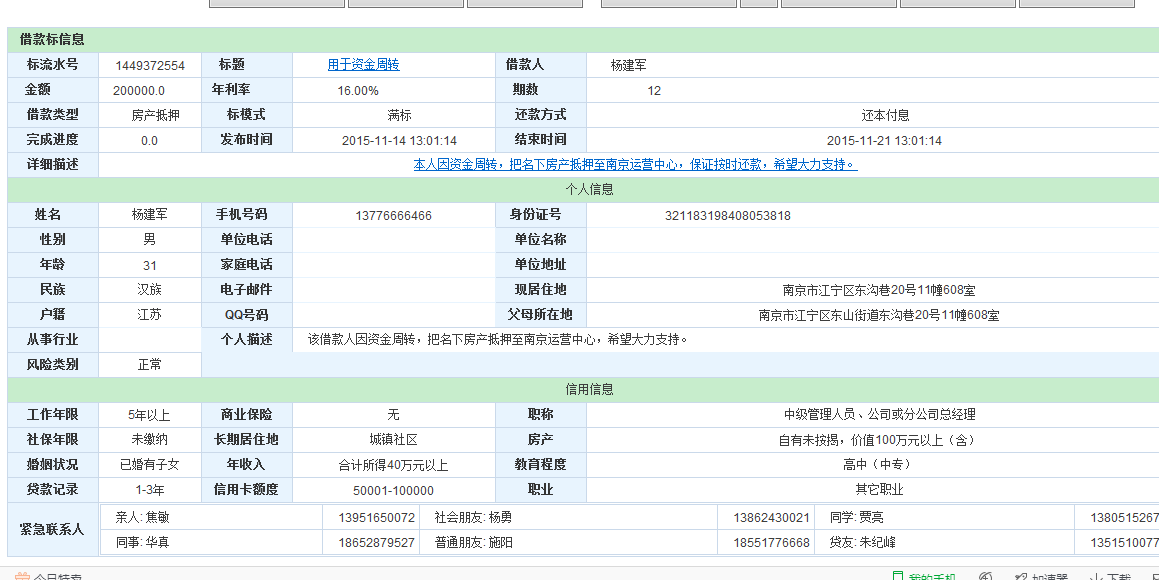 借款标信息
标流水号 1449372554 标题 用于资金周转 借款人 杨建军
金额 200000.0 年利率 16.00% 期数 12
借款类型 房产抵押 标模式 满标 还款方式 还本付息
完成进度 0.0 发布时间 2015-11-14 13:01:14 结束时间 2015-11-21 13:01:14
详细描述 本人因资金周转，把名下房产抵押至南京运营中心，保证按时还款，希望大力支持。
个人信息
姓名 杨建军 手机号码 13776666466 身份证号 321183198408053818
性别 男 单位电话 单位名称
年龄 31 家庭电话 单位地址
民族 汉族 电子邮件 现居住地 南京市江宁区东沟巷20号11幢608室
户籍 江苏 QQ号码 父母所在地 南京市江宁区东山街道东沟巷20号11幢608室
从事行业 个人描述 该借款人因资金周转，把名下房产抵押至南京运营中心，希望大力支持。
风险类别 正常
信用信息
工作年限 5年以上 商业保险 无 职称 中级管理人员、公司或分公司总经理
社保年限 未缴纳 长期居住地 城镇社区 房产 自有未按揭，价值100万元以上（含）
婚姻状况 已婚有子女 年收入 合计所得40万元以上 教育程度 高中（中专）
贷款记录 1-3年 信用卡额度 50001-100000 职业 其它职业
紧急联系人
亲人: 焦敏 13951650072 社会朋友: 杨勇 13862430021 同学: 贾亮 1380515267
同事: 华真 18652879527 普通朋友: 施阳 18551776668 贷友: 朱纪峰 1351510077
今日特卖 我的手机 加速器 下载